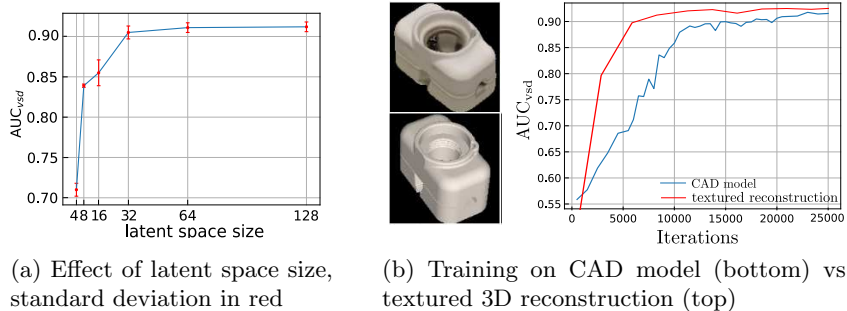 0.90
0.85
0.80
0.75
0.70
AUCvsd
4 8 16 32 64 128
latent space size
0.90
0.85
0.80
0.75
0.70
0.65
0.60
0.55
AUCvsd
CAD model
textured reconstruction
0 5000 10000 15000 20000 25000
Iterations
(a) Effect of latent space size,
standard deviation in red
(b) Training on CAD model (bottom) vs
textured 3D reconstruction (top)